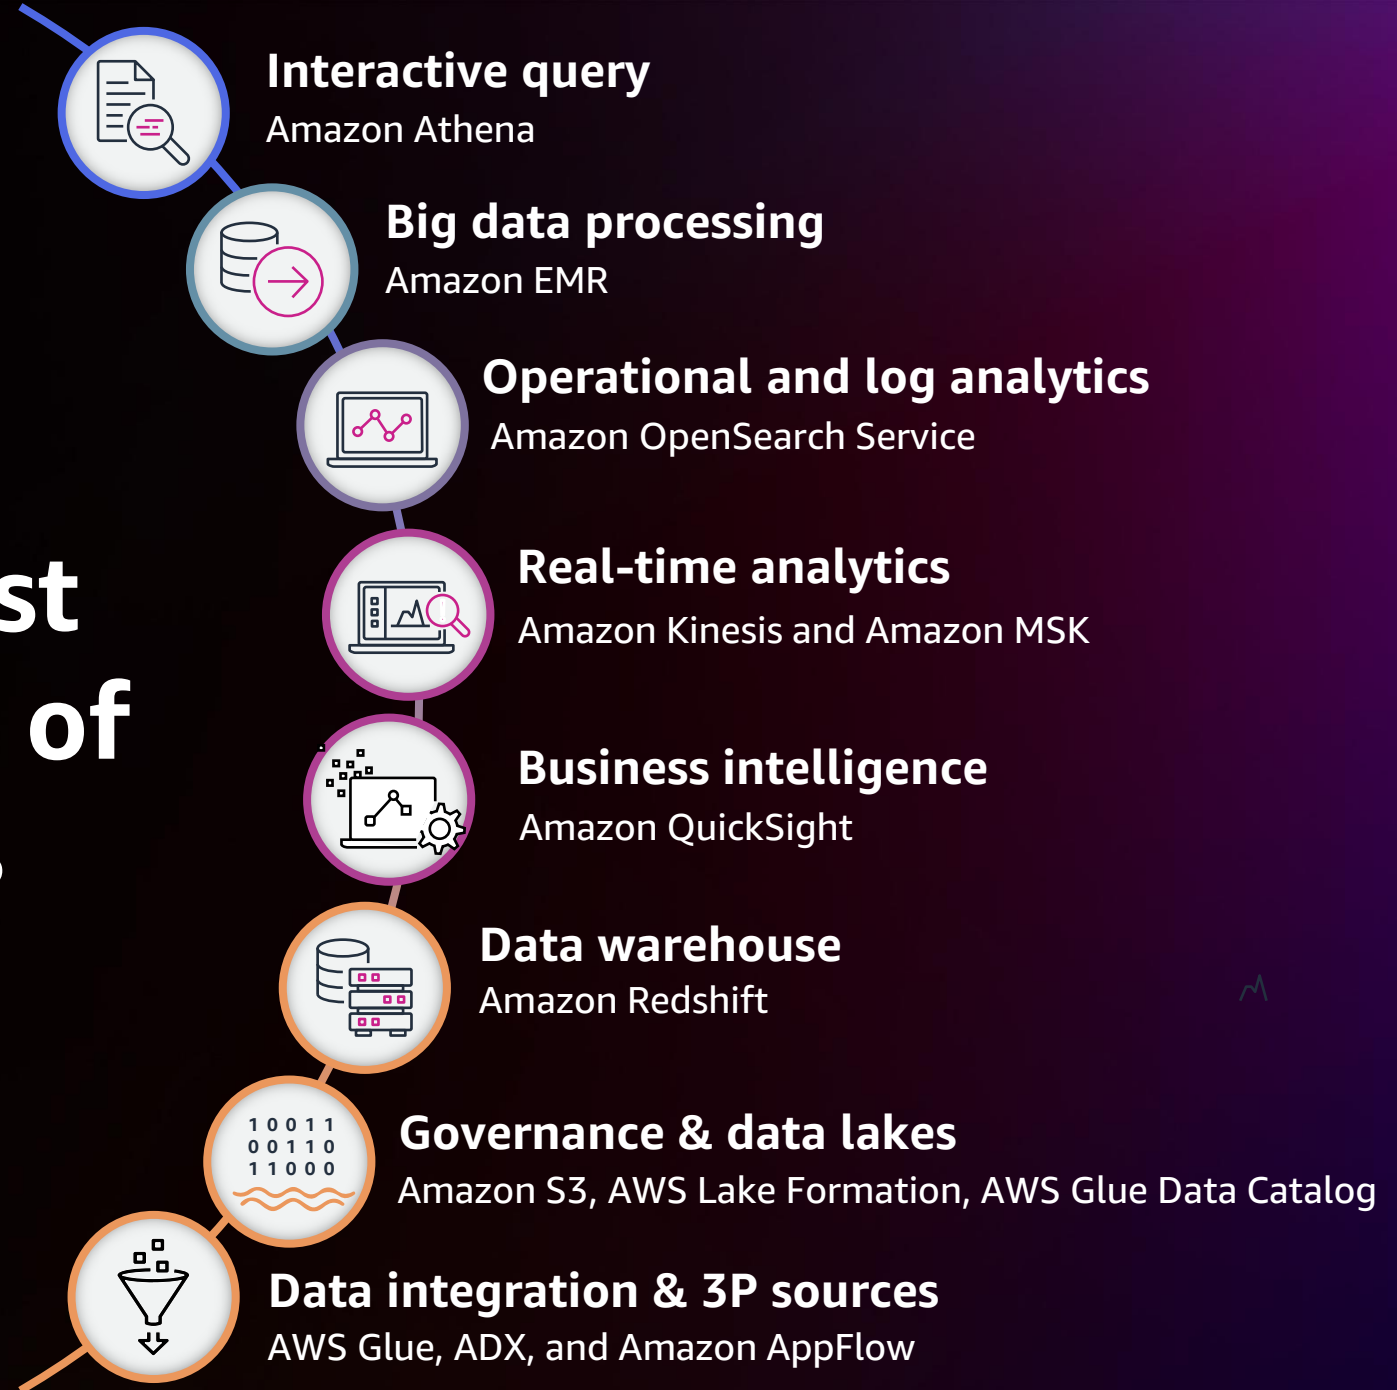 Interactive query
Amazon Athena
Big data processing
Amazon EMR
Operational and log analytics
Amazon OpenSearch Service
st
of
Real-time analytics
Amazon Kinesis and Amazon MSK
Business intelligence
Amazon QuickSight
Data warehouse
Amazon Redshift
1 0 0 1 1
0 0 1 1 0
1 1 0 0 0
Governance & data lakes
Amazon S3, AWS Lake Formation, AWS Glue Data Catalog
Data integration & 3P sources
AWS Glue, ADX, and Amazon AppFlow